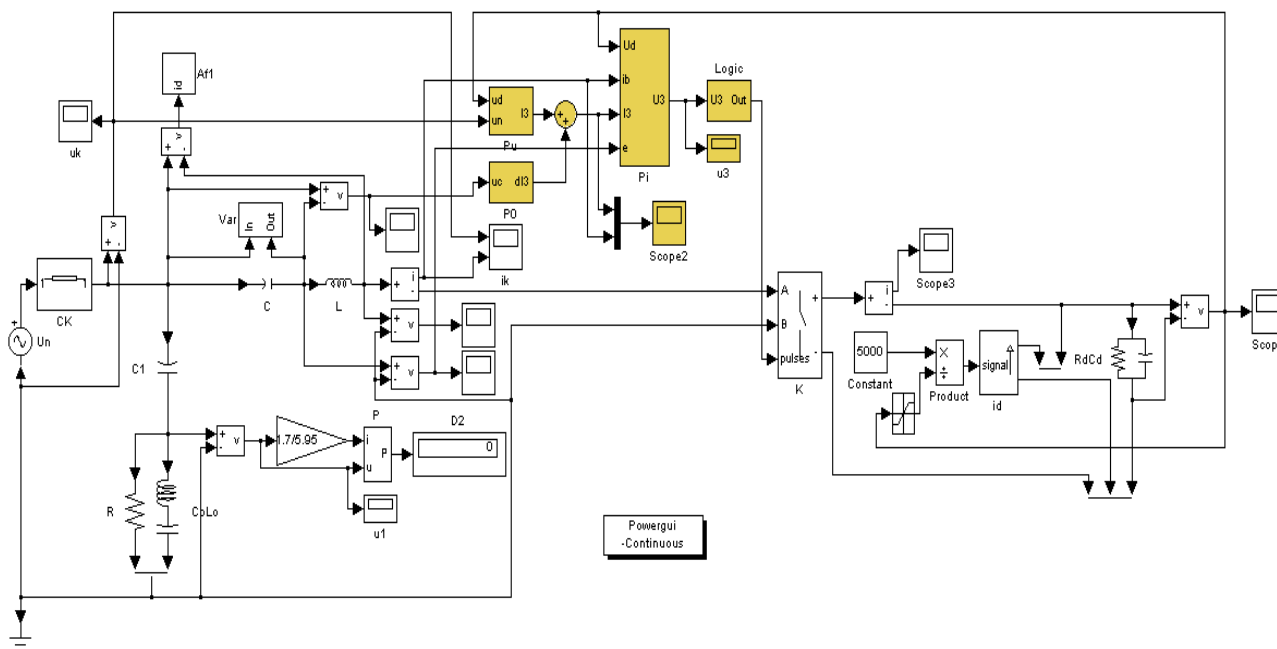 Af1
id
uk
v
+ -
v
+ -
Var
In
Out
Un
+
CK
C
L
C1
+
-
v
ud
un
I3
Pu
+
+
uc
dI3
P0
Ud
ib
I3
e
U3
Pi
Logic
U3 Out
u3
Scope2
ik
+
i
-
+
-
v
+
-
v
A
B
pulses
+
-
K
+
i
-
Scope3
5000
Constant
×
÷
Product
signal
id
RdCd
+
-
v
Scop
R
CoLo
+
-
v
1.7/5.95
P
i
u
P
D2
0
u1
Powergui
-Continuous